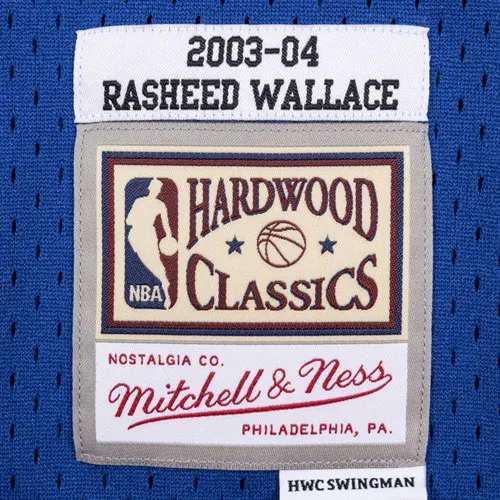 2003-04
RASHEED WALLACE
HARDWOOD
NBA
CLASSICS
NOSTALGIA CO.
Mitchell & Ness
PHILADELPHIA, PA.
HWC SWINGMAN